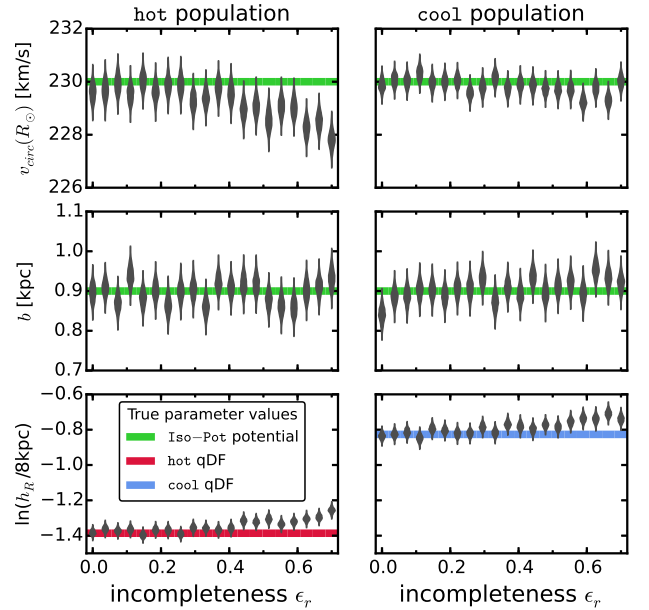 hot population
cool population
232
230
228
226
v_circ(R_⊙) [km/s]
1.1
1.0
0.9
0.8
0.7
b [kpc]
−0.6
−0.8
−1.0
−1.2
−1.4
ln(h_R/8kpc)
True parameter values
Iso-Pot potential
hot qDF
cool qDF
0.0 0.2 0.4 0.6
0.0 0.2 0.4 0.6
incompleteness ϵ_r
incompleteness ϵ_r